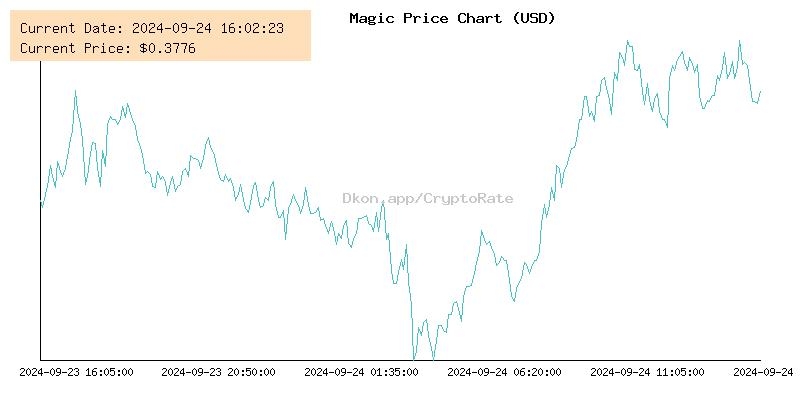 Magic Price Chart (USD)
Current Date: 2024-09-24 16:02:23
Current Price: $0.3776
Dkon.app/CryptoRate
2024-09-23 16:05:00 2024-09-23 20:50:00 2024-09-24 01:35:00 2024-09-24 06:20:00 2024-09-24 11:05:00 2024-09-24